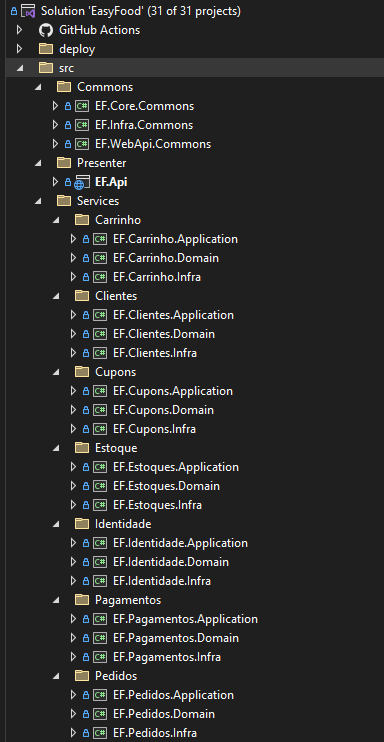 Solution 'EasyFood' (31 of 31 projects)
GitHub Actions
deploy
src
Commons
C# EF.Core.Commons
C# EF.Infra.Commons
C# EF.WebApi.Commons
Presenter
EF.Api
Services
Carrinho
C# EF.Carrinho.Application
C# EF.Carrinho.Domain
C# EF.Carrinho.Infra
Clientes
C# EF.Clientes.Application
C# EF.Clientes.Domain
C# EF.Clientes.Infra
Cupons
C# EF.Cupons.Application
C# EF.Cupons.Domain
C# EF.Cupons.Infra
Estoque
C# EF.Estoques.Application
C# EF.Estoques.Domain
C# EF.Estoques.Infra
Identidade
C# EF.Identidade.Application
C# EF.Identidade.Domain
C# EF.Identidade.Infra
Pagamentos
C# EF.Pagamentos.Application
C# EF.Pagamentos.Domain
C# EF.Pagamentos.Infra
Pedidos
C# EF.Pedidos.Application
C# EF.Pedidos.Domain
C# EF.Pedidos.Infra